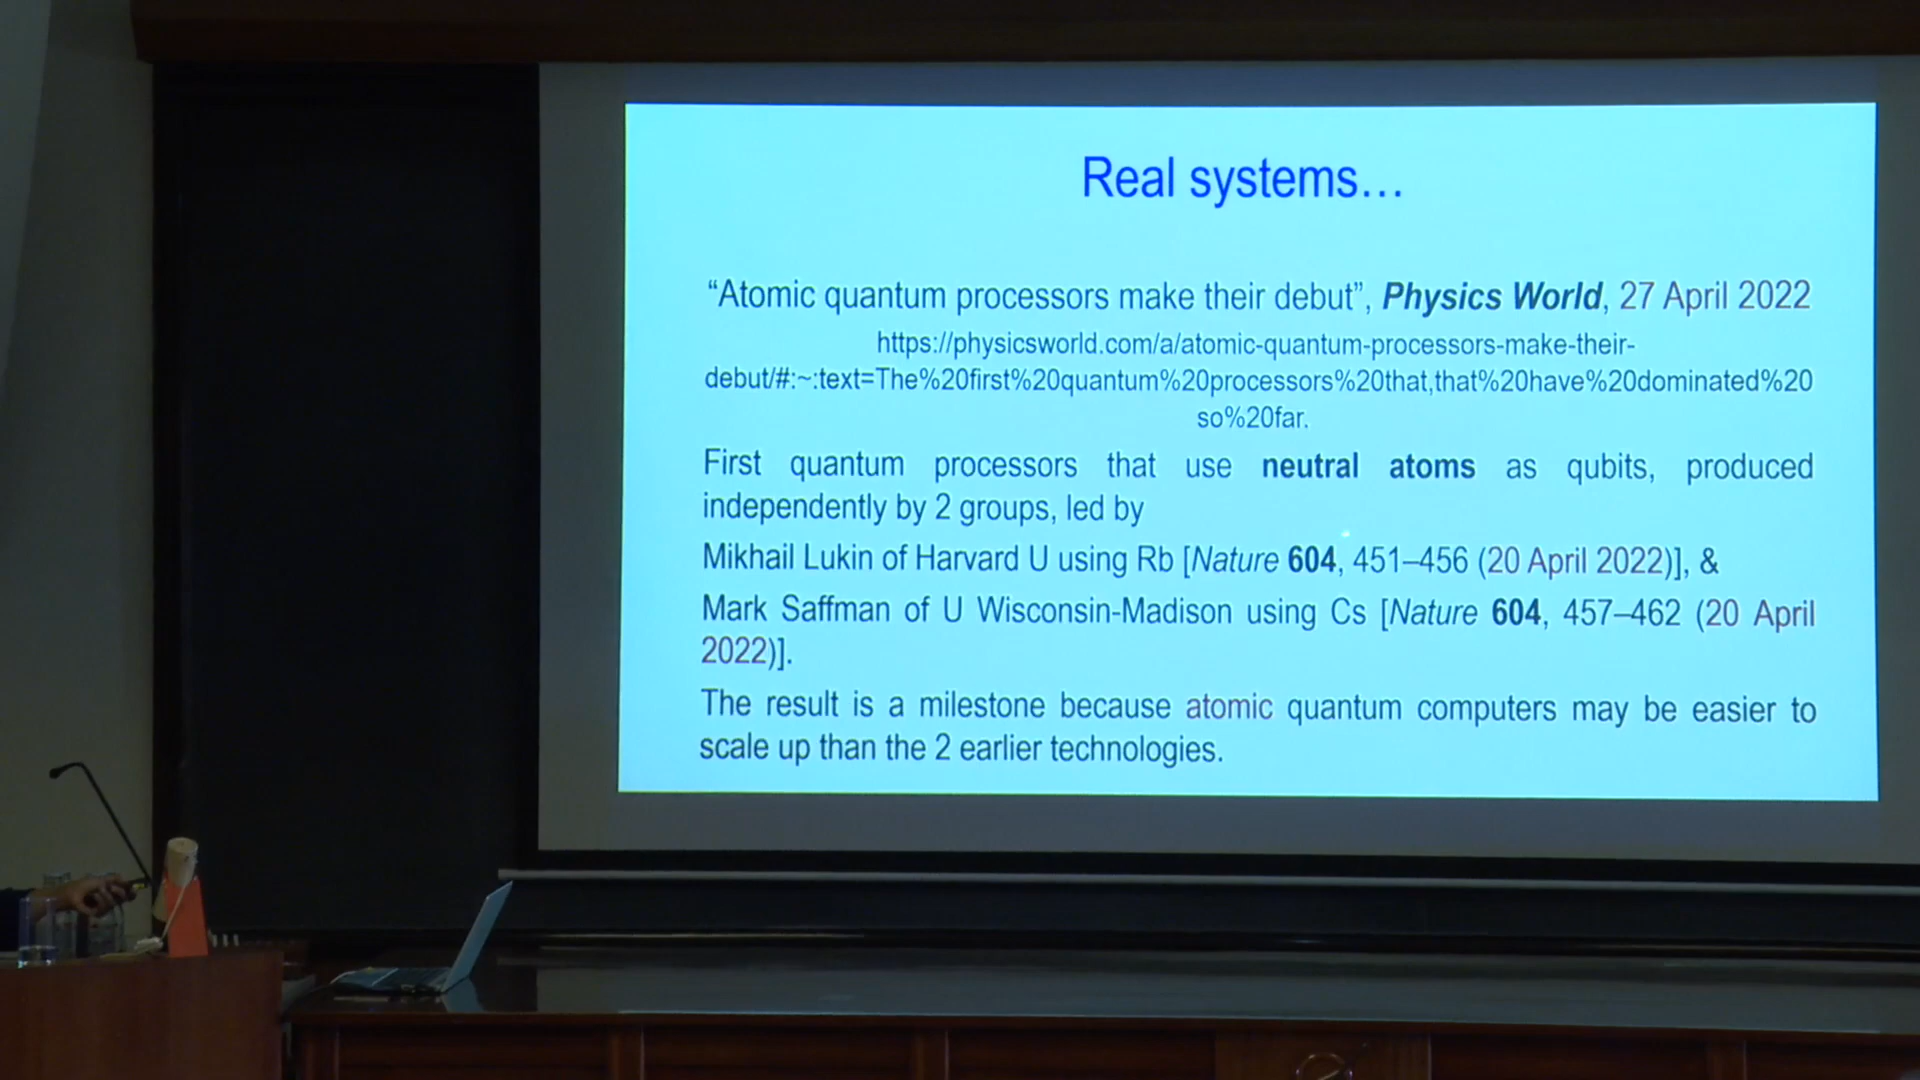 Real systems…
“Atomic quantum processors make their debut”, Physics World, 27 April 2022
https://physicsworld.com/a/atomic-quantum-processors-make-their-
debut/#:~:text=The%20first%20quantum%20processors%20that,that%20have%20dominated%20
so%20far.
First quantum processors that use neutral atoms as qubits, produced
independently by 2 groups, led by
Mikhail Lukin of Harvard U using Rb [Nature 604, 451–456 (20 April 2022)], &
Mark Saffman of U Wisconsin-Madison using Cs [Nature 604, 457–462 (20 April
2022)].
The result is a milestone because atomic quantum computers may be easier to
scale up than the 2 earlier technologies.